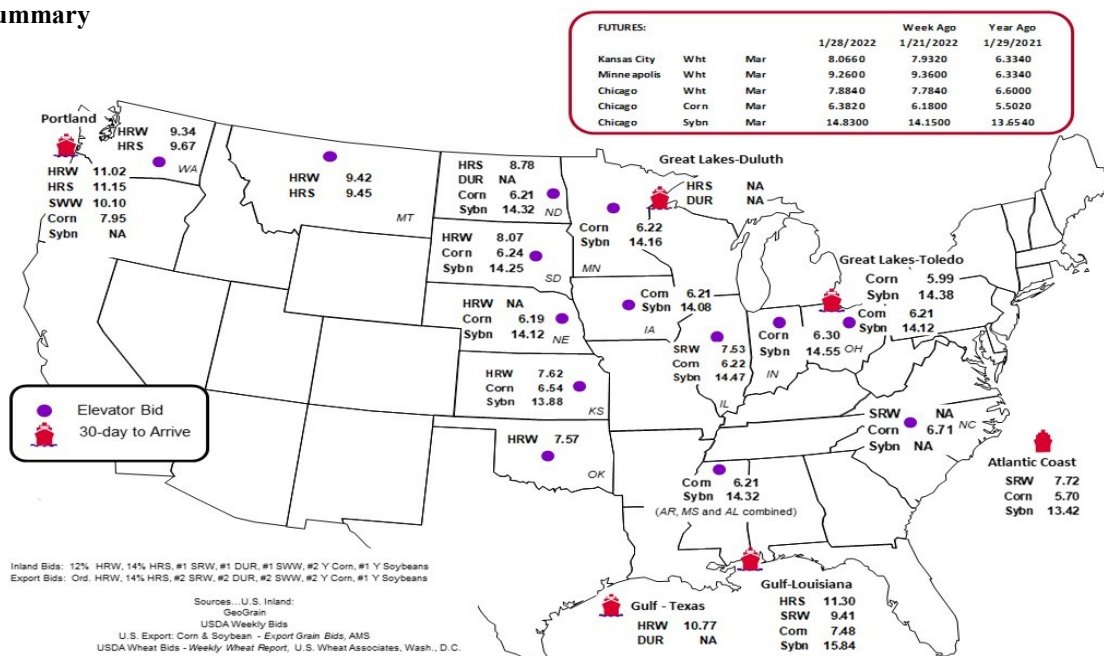 ummary
FUTURES: Week Ago Year Ago
1/28/2022 1/21/2022 1/29/2021
Kansas City Wht Mar 8.0660 7.9320 6.3340
Minneapolis Wht Mar 9.2600 9.3600 6.3340
Chicago Wht Mar 7.8840 7.7840 6.6000
Chicago Corn Mar 6.3820 6.1800 5.5020
Chicago Sybn Mar 14.8300 14.1500 13.6540
Portland
HRW 11.02
HRS 11.15
SWW 10.10
Corn 7.95
Sybn NA
HRW 9.34
HRS 9.67
WA
HRW 9.42
HRS 9.45
MT
HRS 8.78
DUR NA
Corn 6.21
Sybn 14.32
ND
Great Lakes-Duluth
HRS NA
DUR NA
Corn 6.22
Sybn 14.16
MN
HRW 8.07
Corn 6.24
Sybn 14.25
SD
Great Lakes-Toledo
Corn 5.99
Sybn 14.38
Corn 6.21
Sybn 14.12
OH
HRW NA
Corn 6.19
Sybn 14.12
NE
Corn 6.21
Sybn 14.08
IA
SRW 7.53
Corn 6.22
Sybn 14.47
IL
Corn 6.30
Sybn 14.55
IN
HRW 7.62
Corn 6.54
Sybn 13.88
KS
Elevator Bid
30-day to Arrive
HRW 7.57
OK
SRW NA
Corn 6.71
Sybn NA
NC
Atlantic Coast
SRW 7.72
Corn 5.70
Sybn 13.42
Corn 6.21
Sybn 14.32
(AR, MS and AL combined)
Inland Bids: 12% HRW, 14% HRS, #1 SRW, #1 DUR, #1 SWW, #2 Y Corn, #1 Y Soybeans
Export Bids: Ord. HRW, 14% HRS, #2 SRW, #2 DUR, #2 SWW, #2 Y Corn, #1 Y Soybeans
Sources...U.S. Inland:
GeoGrain
USDA Weekly Bids
U.S. Export: Corn & Soybean - Export Grain Bids, AMS
USDA Wheat Bids - Weekly Wheat Report, U.S. Wheat Associates, Wash., D.C.
Gulf - Texas
HRW 10.77
DUR NA
Gulf-Louisiana
HRS 11.30
SRW 9.41
Corn 7.48
Sybn 15.84